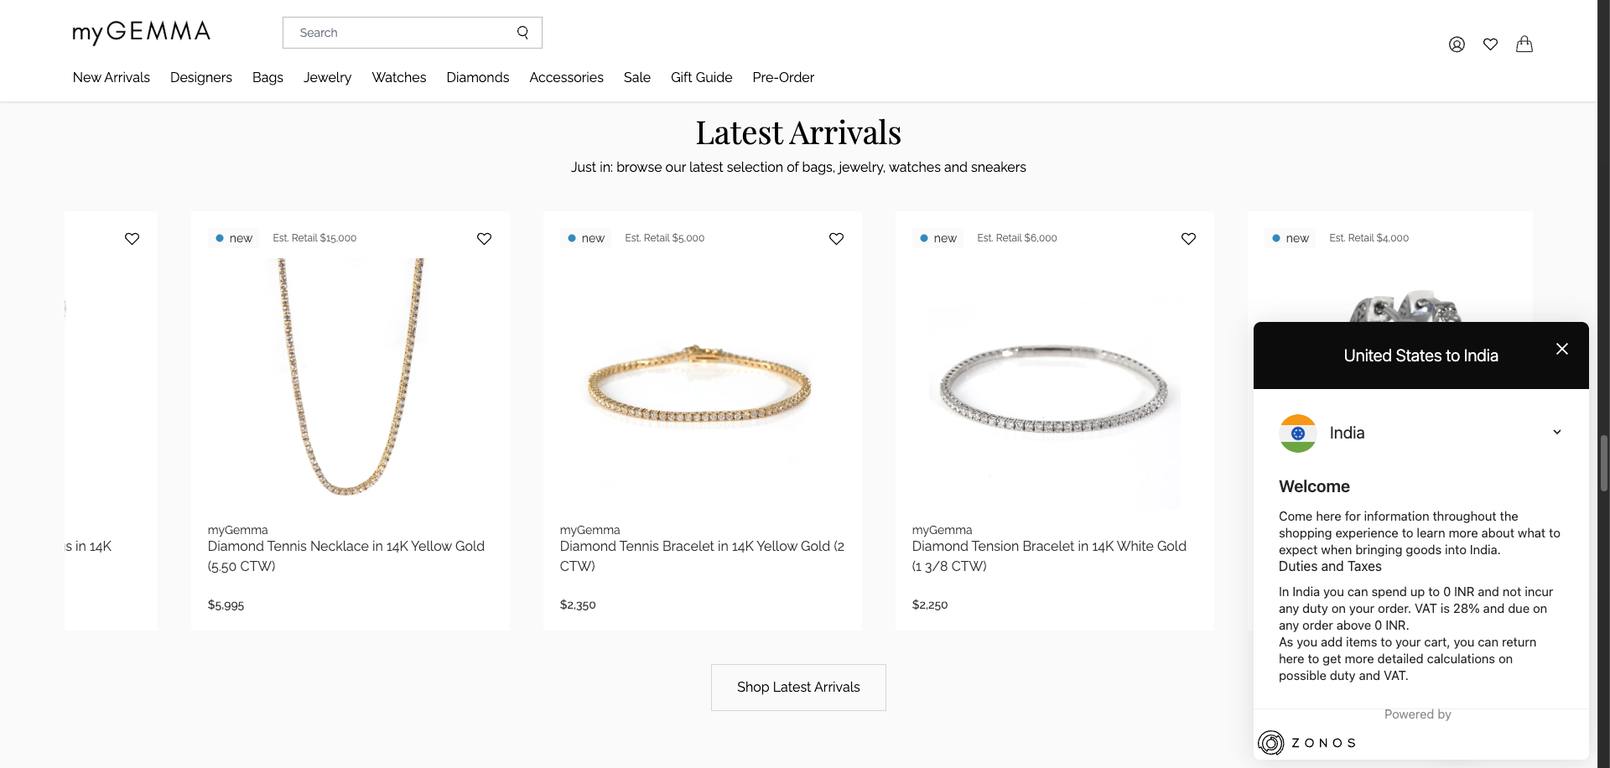 myGEMMA
Search
New Arrivals Designers Bags Jewelry Watches Diamonds Accessories Sale Gift Guide Pre-Order
Latest Arrivals
Just in: browse our latest selection of bags, jewelry, watches and sneakers
in 14K
new Est. Retail $15,000
myGemma
Diamond Tennis Necklace in 14K Yellow Gold
(5.50 CTW)
$5,995
new Est. Retail $5,000
myGemma
Diamond Tennis Bracelet in 14K Yellow Gold (2
CTW)
$2,350
new Est. Retail $6,000
myGemma
Diamond Tension Bracelet in 14K White Gold
(1 3/8 CTW)
$2,250
new Est. Retail $4,000
Shop Latest Arrivals
United States to India
India
Welcome
Come here for information throughout the
shopping experience to learn more about what to
expect when bringing goods into India.
Duties and Taxes
In India you can spend up to 0 INR and not incur
any duty on your order. VAT is 28% and due on
any order above 0 INR.
As you add items to your cart, you can return
here to get more detailed calculations on
possible duty and VAT.
Powered by
ZONOS